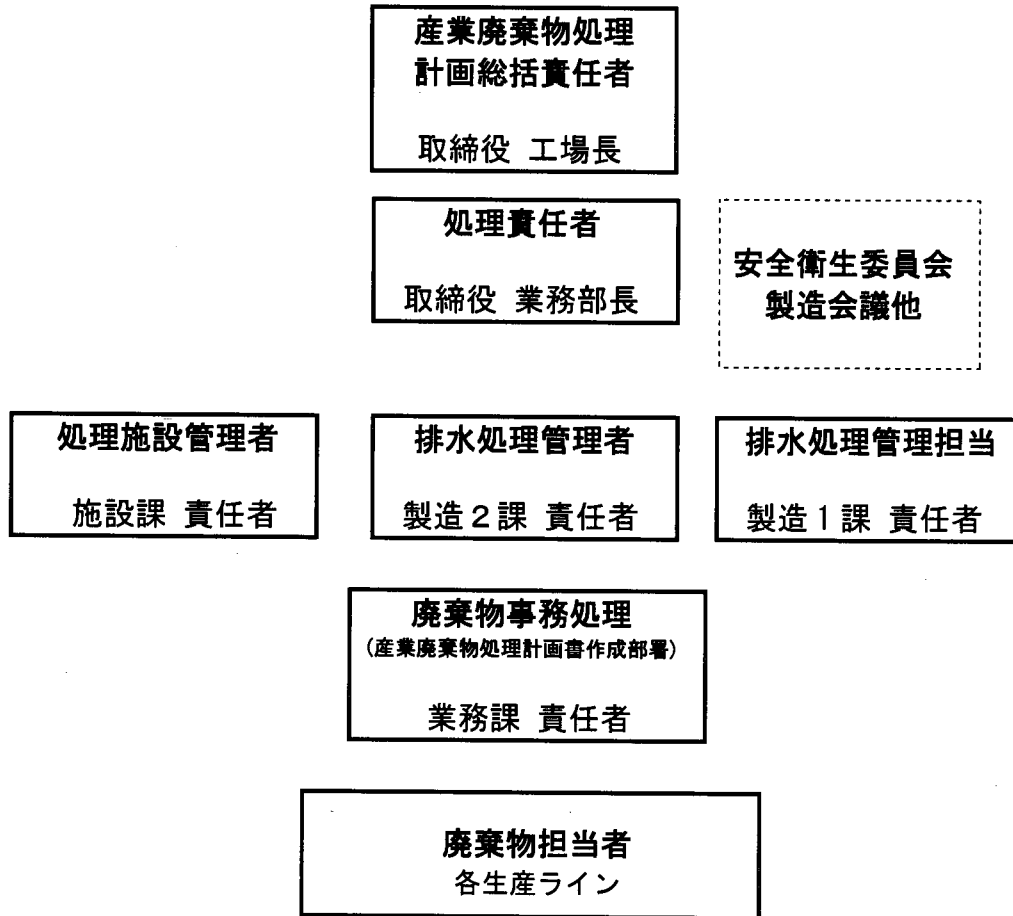 産業廃棄物処理
計画総括責任者
取締役 工場長
処理責任者
取締役 業務部長
安全衛生委員会
製造会議他
処理施設管理者
施設課 責任者
排水処理管理者
製造２課 責任者
排水処理管理担当
製造１課 責任者
廃棄物事務処理
(産業廃棄物処理計画書作成部署)
業務課 責任者
廃棄物担当者
各生産ライン